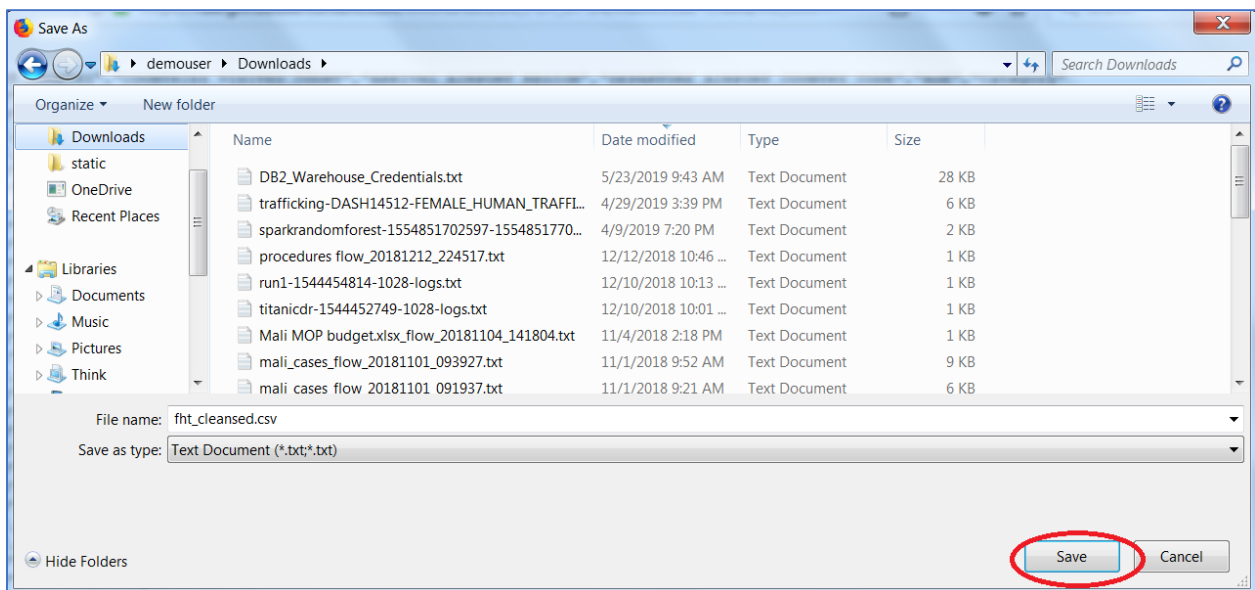 Save As
demouser Downloads
Search Downloads
Organize New folder
Downloads
static
OneDrive
Recent Places
Libraries
Documents
Music
Pictures
Think
Name Date modified Type Size
DB2_Warehouse_Credentials.txt 5/23/2019 9:43 AM Text Document 28 KB
trafficking-DASH14512-FEMALE_HUMAN_TRAFFI... 4/29/2019 3:39 PM Text Document 6 KB
sparkrandomforest-1554851702597-1554851770... 4/9/2019 7:20 PM Text Document 2 KB
procedures flow_20181212_224517.txt 12/12/2018 10:46 ... Text Document 1 KB
run1-1544454814-1028-logs.txt 12/10/2018 10:13 ... Text Document 1 KB
titanicdr-1544452749-1028-logs.txt 12/10/2018 10:01 ... Text Document 1 KB
Mali MOP budget.xlsx_flow_20181104_141804.txt 11/4/2018 2:18 PM Text Document 1 KB
mali_cases_flow_20181101_093927.txt 11/1/2018 9:52 AM Text Document 9 KB
mali_cases_flow_20181101_091937.txt 11/1/2018 9:21 AM Text Document 6 KB
File name: fht_cleansed.csv
Save as type: Text Document (*.txt;*.txt)
Hide Folders
Save Cancel